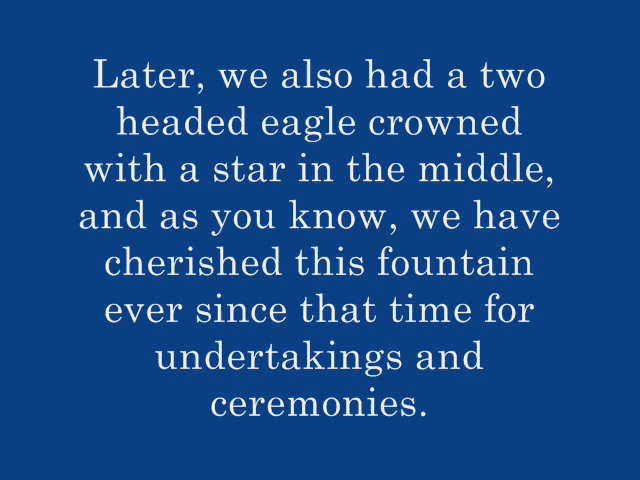 Later, we also had a two
headed eagle crowned
with a star in the middle,
and as you know, we have
cherished this fountain
ever since that time for
undertakings and
ceremonies.